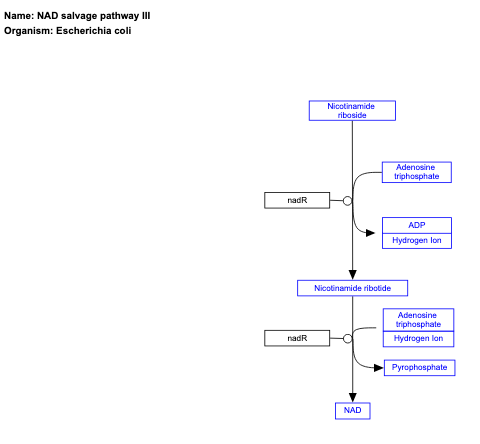 Name: NAD salvage pathway III
Organism: Escherichia coli
Nicotinamide
riboside
Adenosine
triphosphate
nadR
ADP
Hydrogen Ion
Nicotinamide ribotide
Adenosine
triphosphate
nadR
Hydrogen Ion
Pyrophosphate
NAD